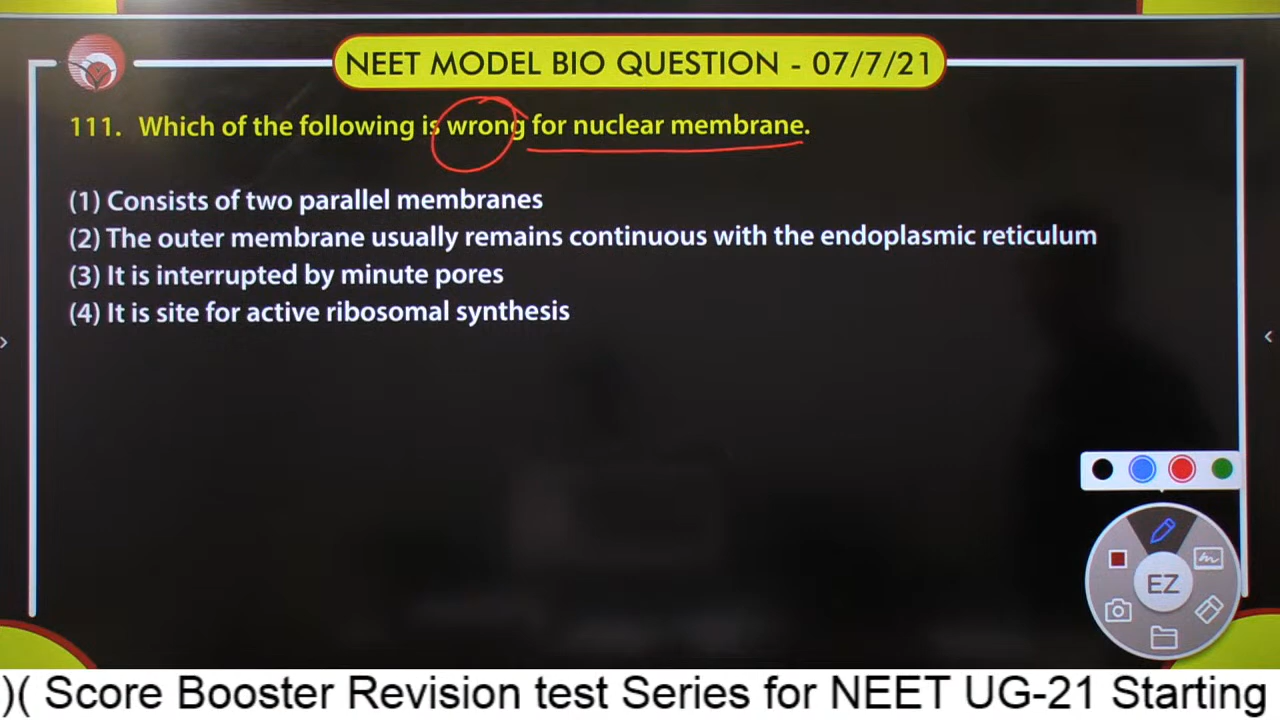 NEET MODEL BIO QUESTION - 07/7/21
111. Which of the following is wrong for nuclear membrane.
(1) Consists of two parallel membranes
(2) The outer membrane usually remains continuous with the endoplasmic reticulum
(3) It is interrupted by minute pores
(4) It is site for active ribosomal synthesis
EZ
)( Score Booster Revision test Series for NEET UG-21 Starting